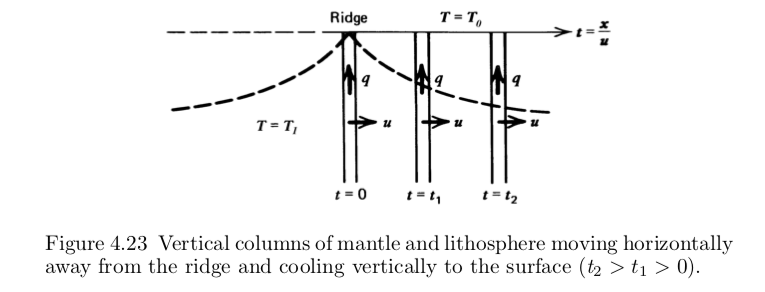 Ridge
T = T₀
t = x/u
q
q
q
T = T_I
u
u
u
t = 0
t = t₁
t = t₂
Figure 4.23 Vertical columns of mantle and lithosphere moving horizontally
away from the ridge and cooling vertically to the surface (t₂ > t₁ > 0).